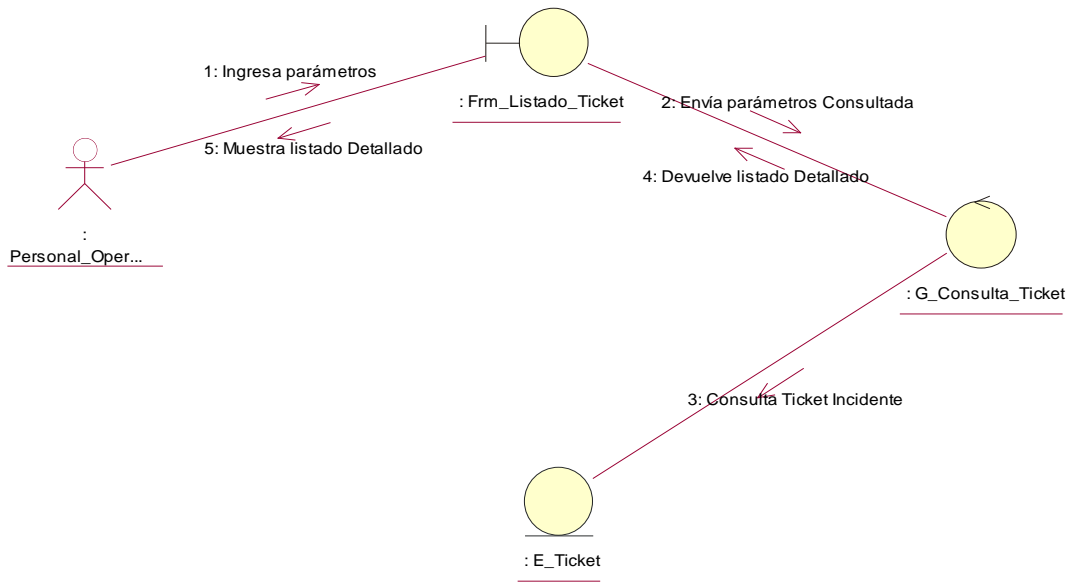 1: Ingresa parámetros
: Frm_Listado_Ticket
2: Envía parámetros Consultada
5: Muestra listado Detallado
4: Devuelve listado Detallado
:
Personal_Oper...
: G_Consulta_Ticket
3: Consulta Ticket Incidente
: E_Ticket